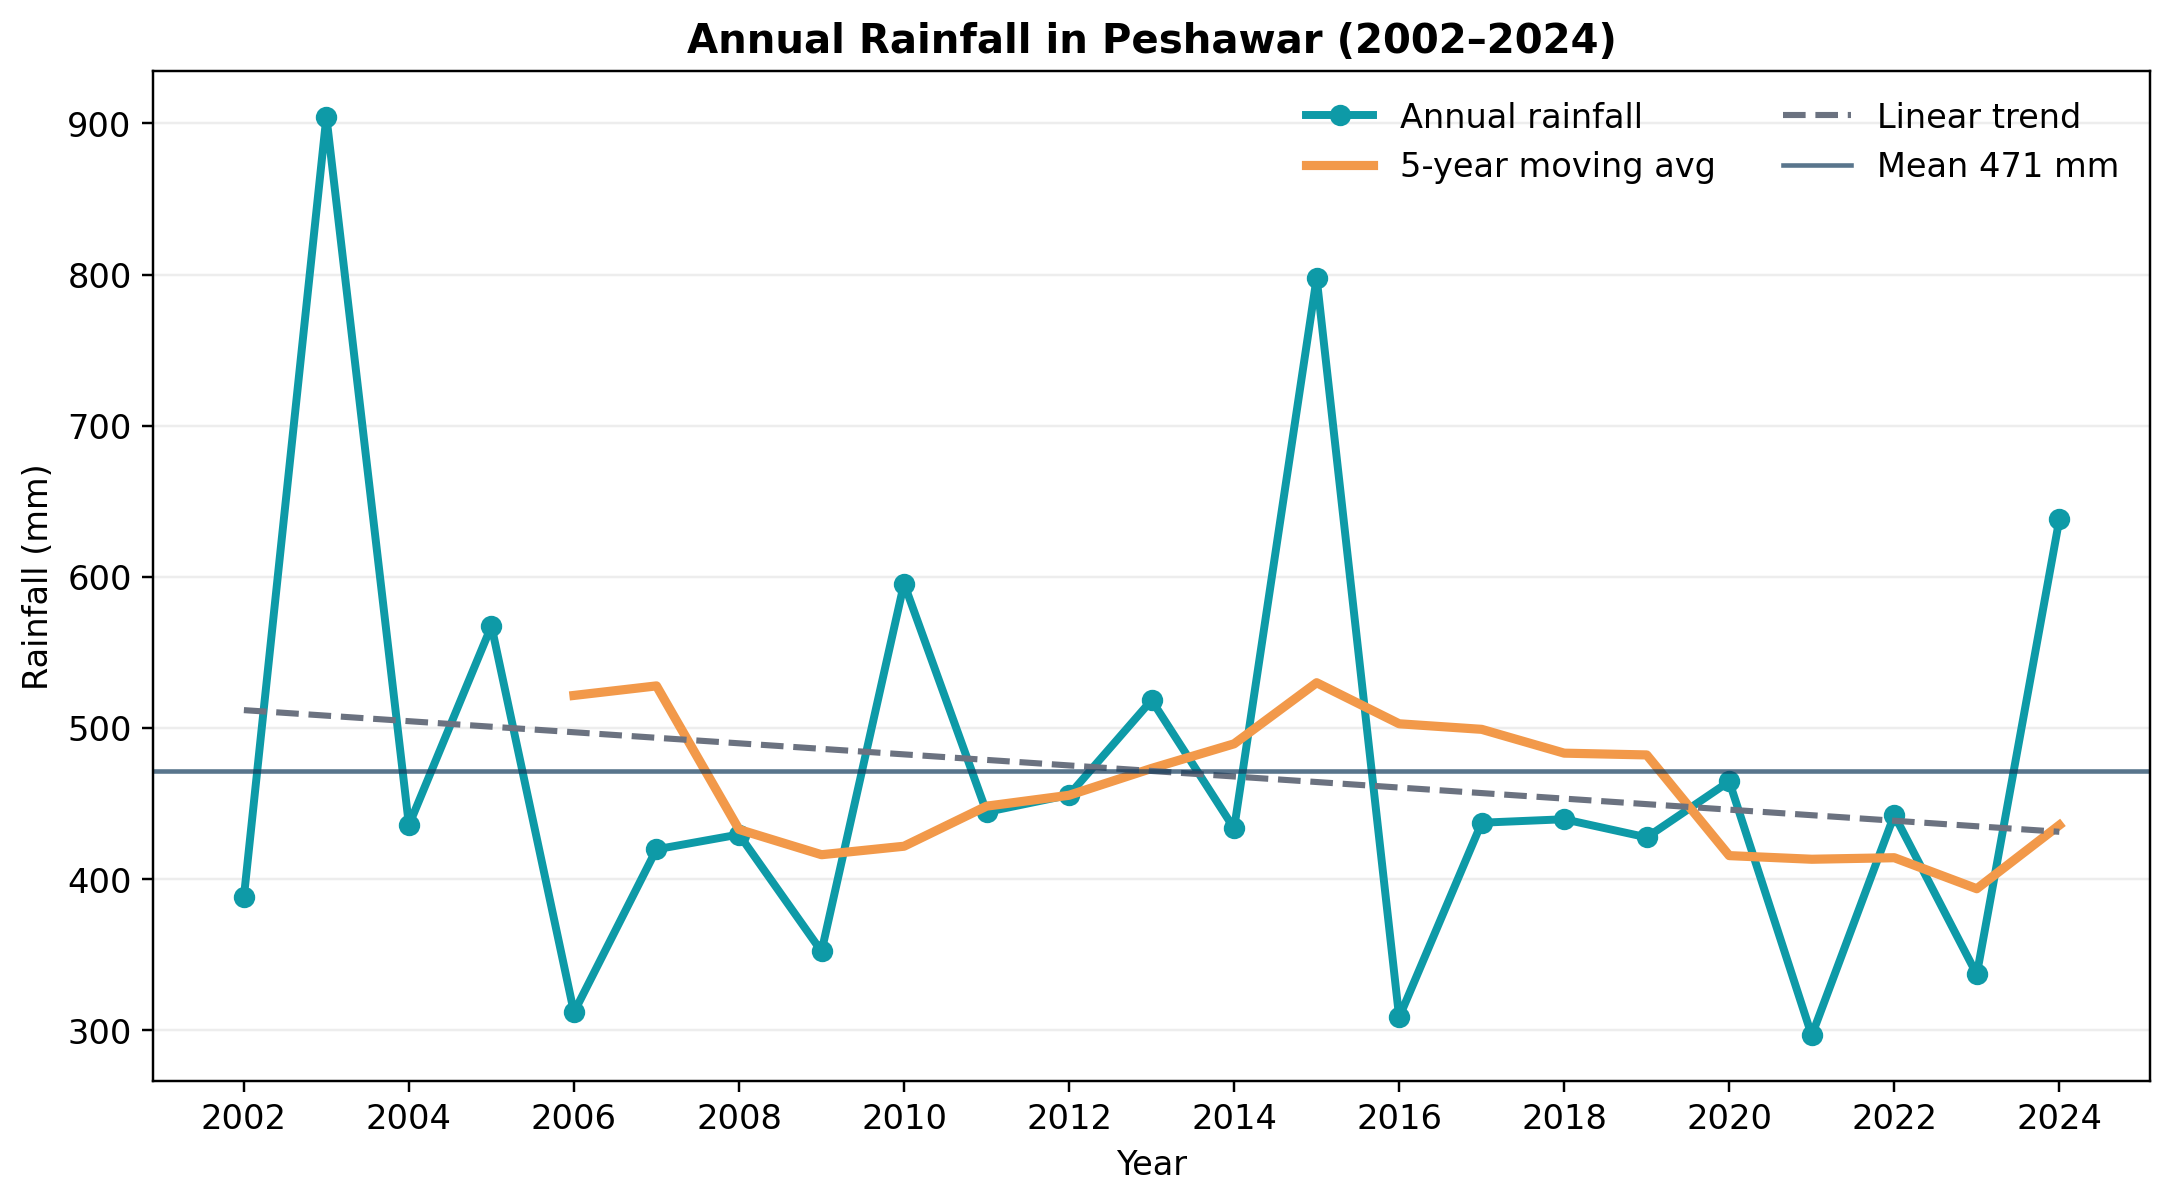 Annual Rainfall in Peshawar (2002–2024)
Annual rainfall
5-year moving avg
Linear trend
Mean 471 mm
Rainfall (mm)
900
800
700
600
500
400
300
2002 2004 2006 2008 2010 2012 2014 2016 2018 2020 2022 2024
Year